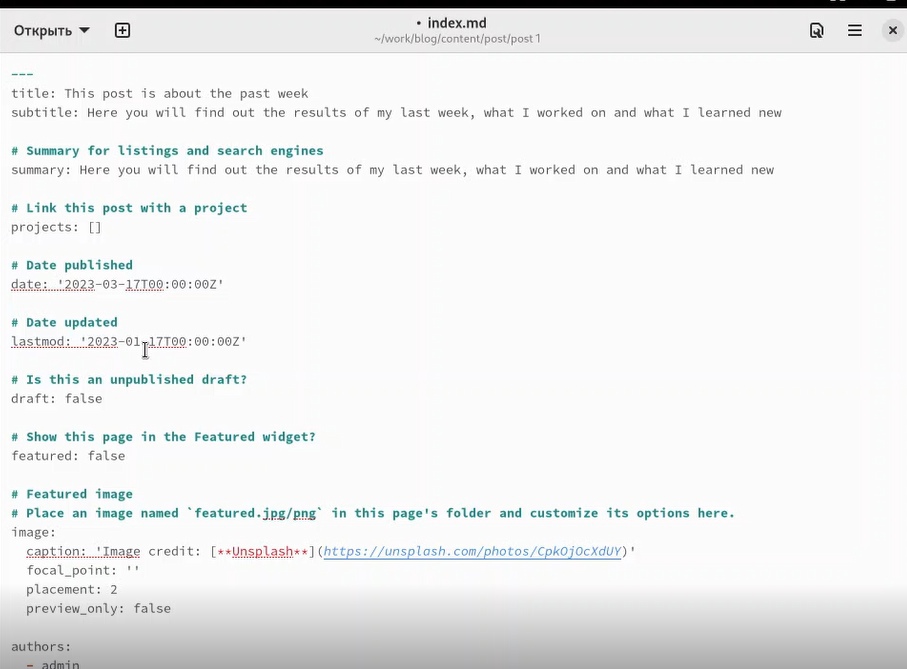 Открыть
• index.md
~/work/blog/content/post/post 1
---
title: This post is about the past week
subtitle: Here you will find out the results of my last week, what I worked on and what I learned new
# Summary for listings and search engines
summary: Here you will find out the results of my last week, what I worked on and what I learned new
# Link this post with a project
projects: []
# Date published
date: '2023-03-17T00:00:00Z'
# Date updated
lastmod: '2023-01-17T00:00:00Z'
# Is this an unpublished draft?
draft: false
# Show this page in the Featured widget?
featured: false
# Featured image
# Place an image named `featured.jpg/png` in this page's folder and customize its options here.
image:
  caption: 'Image credit: [**Unsplash**](https://unsplash.com/photos/CpkOjOcXdUY)'
  focal_point: ''
  placement: 2
  preview_only: false
authors:
  - admin